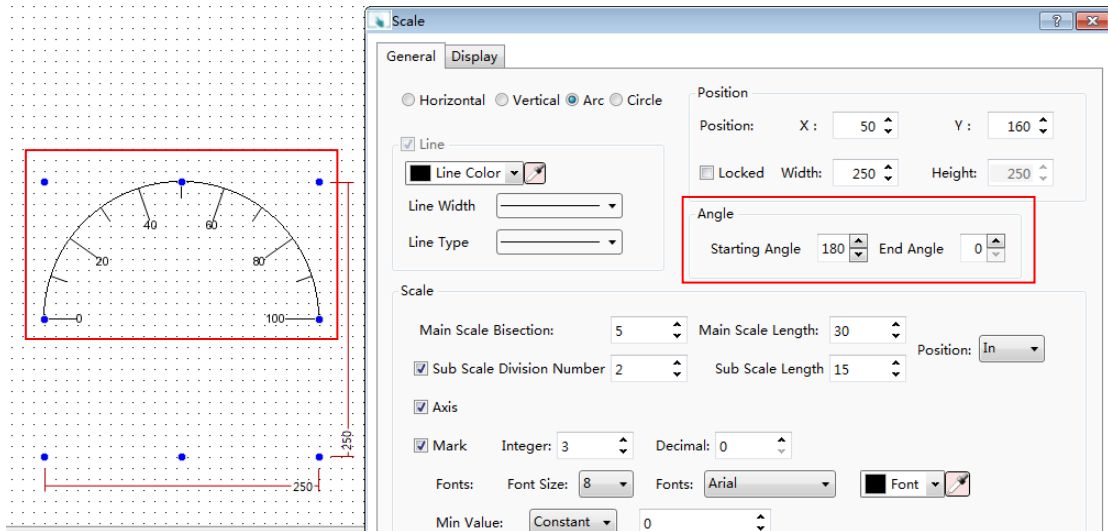 Scale
General Display
Horizontal Vertical Arc Circle
Position
Position: X : 50 Y : 160
Locked Width: 250 Height: 250
Line
Line Color
Line Width
Line Type
Angle
Starting Angle 180 End Angle 0
Scale
Main Scale Bisection: 5 Main Scale Length: 30
Position: In
Sub Scale Division Number 2 Sub Scale Length 15
Axis
Mark Integer: 3 Decimal: 0
Fonts: Font Size: 8 Fonts: Arial Font
Min Value: Constant 0
40 60
20 80
0 100
250
250